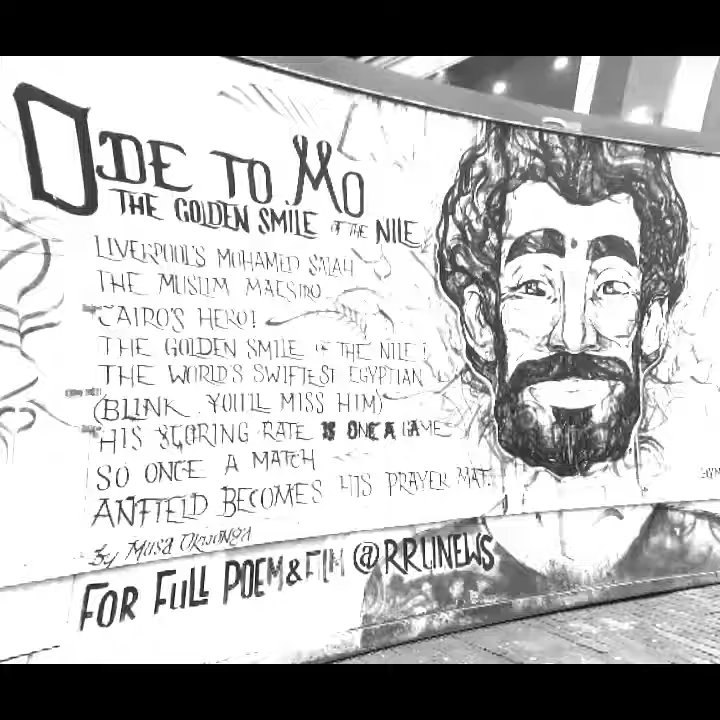 ODE TO MO
THE GOLDEN SMILE OF THE NILE
LIVERPOOL'S MOHAMED SALAH
THE MUSLIM MAESTRO
CAIRO'S HERO!
THE GOLDEN SMILE OF THE NILE!
THE WORLD'S SWIFTEST EGYPTIAN
(BLINK YOU'LL MISS HIM)
HIS SCORING RATE IS ONCE A GAME
SO ONCE A MATCH
ANFIELD BECOMES HIS PRAYER MAT.
by MUSA OKWONGA
FOR FULL POEM & FILM @RRUNEWS